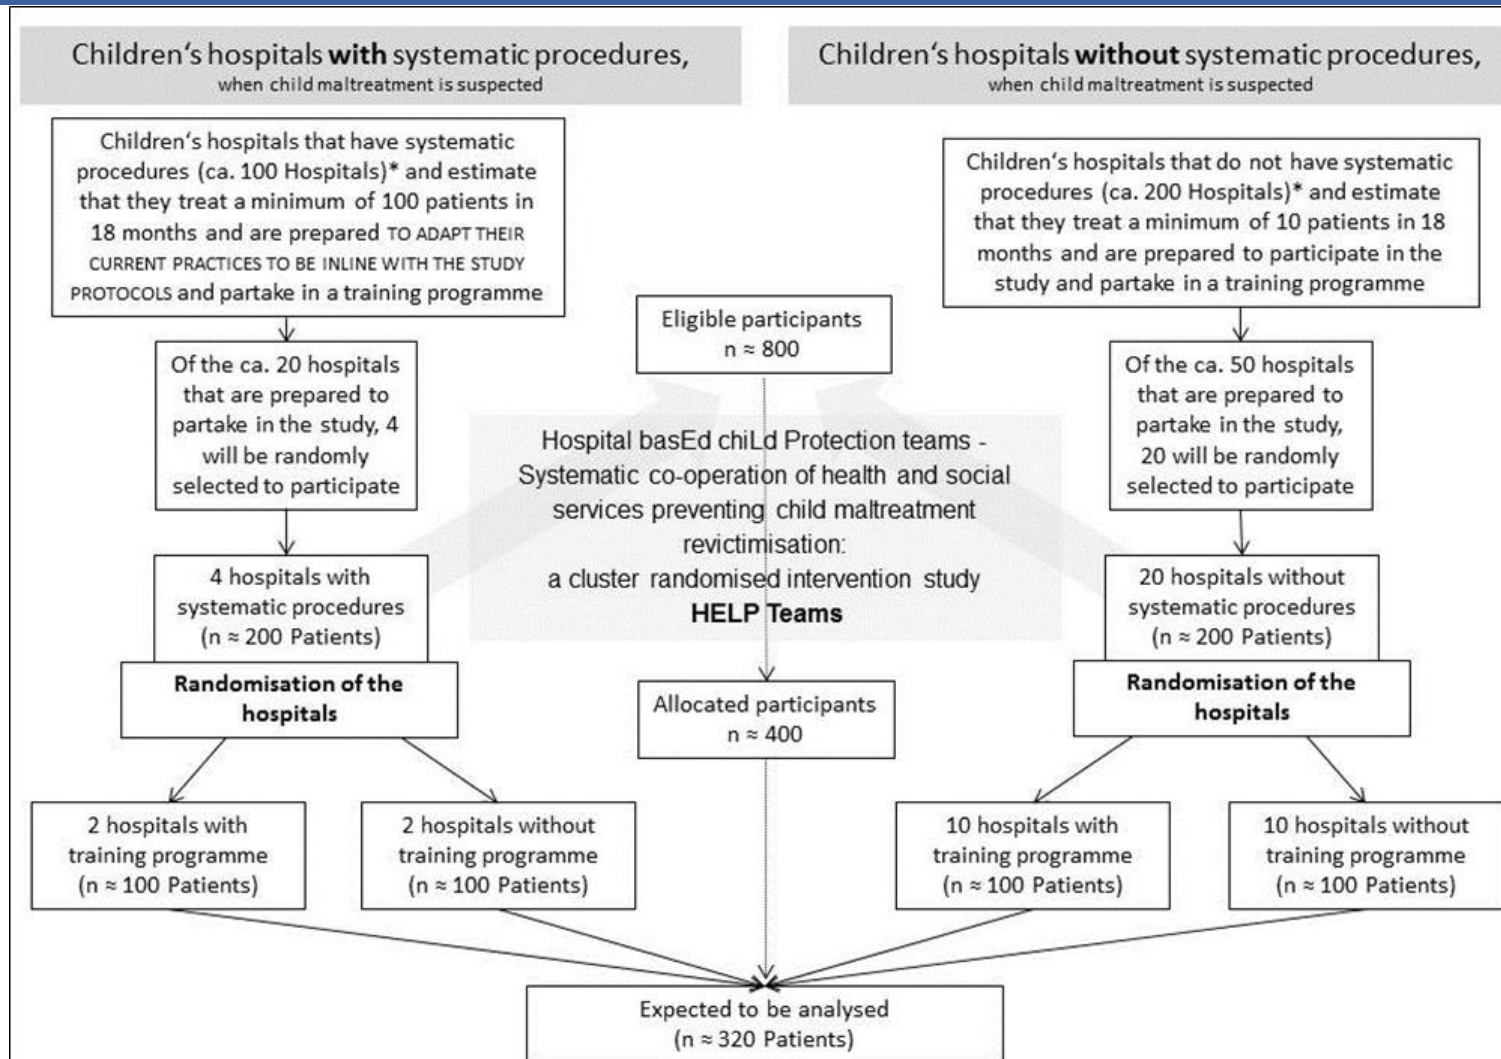 Children‘s hospitals with systematic procedures,
when child maltreatment is suspected
Children‘s hospitals without systematic procedures,
when child maltreatment is suspected
Children‘s hospitals that have systematic
procedures (ca. 100 Hospitals)* and estimate
that they treat a minimum of 100 patients in
18 months and are prepared TO ADAPT THEIR
CURRENT PRACTICES TO BE INLINE WITH THE STUDY
PROTOCOLS and partake in a training programme
Children‘s hospitals that do not have systematic
procedures (ca. 200 Hospitals)* and estimate
that they treat a minimum of 10 patients in 18
months and are prepared to participate in the
study and partake in a training programme
Eligible participants
n ≈ 800
Of the ca. 20 hospitals
that are prepared to
partake in the study, 4
will be randomly
selected to participate
Of the ca. 50 hospitals
that are prepared to
partake in the study,
20 will be randomly
selected to participate
Hospital basEd chiLd Protection teams -
Systematic co-operation of health and social
services preventing child maltreatment
revictimisation:
a cluster randomised intervention study
HELP Teams
4 hospitals with
systematic procedures
(n ≈ 200 Patients)
20 hospitals without
systematic procedures
(n ≈ 200 Patients)
Randomisation of the
hospitals
Allocated participants
n ≈ 400
Randomisation of the
hospitals
2 hospitals with
training programme
(n ≈ 100 Patients)
2 hospitals without
training programme
(n ≈ 100 Patients)
10 hospitals with
training programme
(n ≈ 100 Patients)
10 hospitals without
training programme
(n ≈ 100 Patients)
Expected to be analysed
(n ≈ 320 Patients)